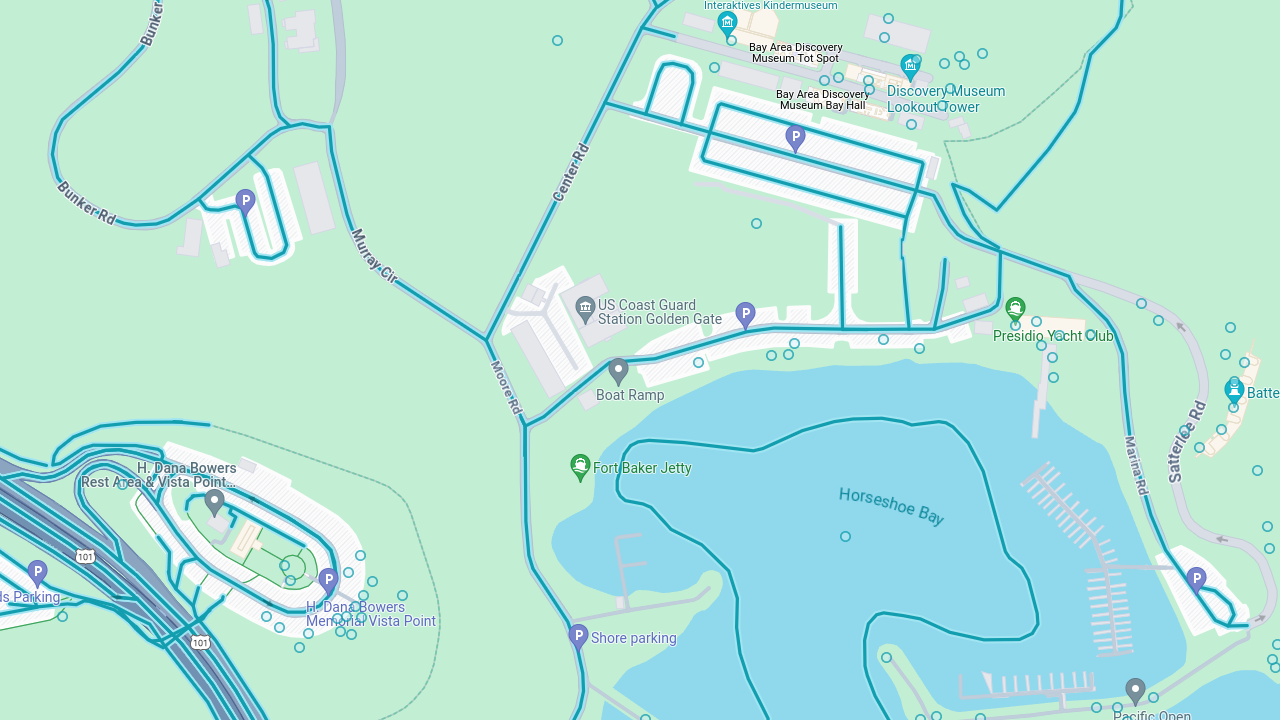 Interaktives Kindermuseum
Bay Area Discovery
Museum Tot Spot
Bay Area Discovery
Museum Bay Hall
Discovery Museum
Lookout Tower
P
Bunker
Bunker Rd
P
Murray Cir
Center Rd
US Coast Guard
Station Golden Gate
P
Presidio Yacht Club
Moore Rd
Boat Ramp
Batte
Satterlee Rd
Marina Rd
H. Dana Bowers
Rest Area & Vista Point...
Fort Baker Jetty
Horseshoe Bay
101
P
ds Parking
P
H. Dana Bowers
Memorial Vista Point
101
P
Shore parking
P
Pacific Open